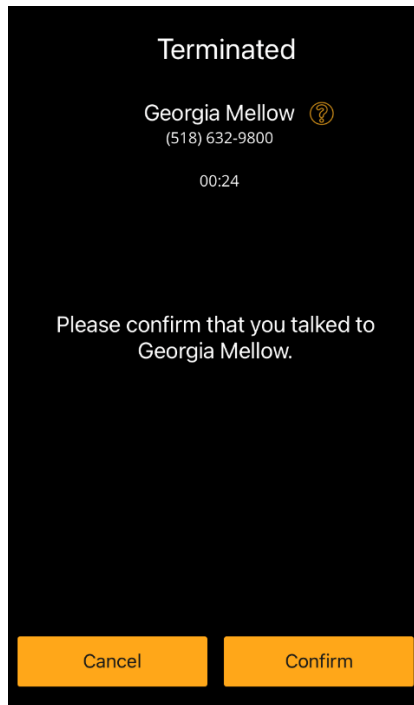 Terminated
Georgia Mellow ?
(518) 632-9800
00:24
Please confirm that you talked to
Georgia Mellow.
Cancel Confirm